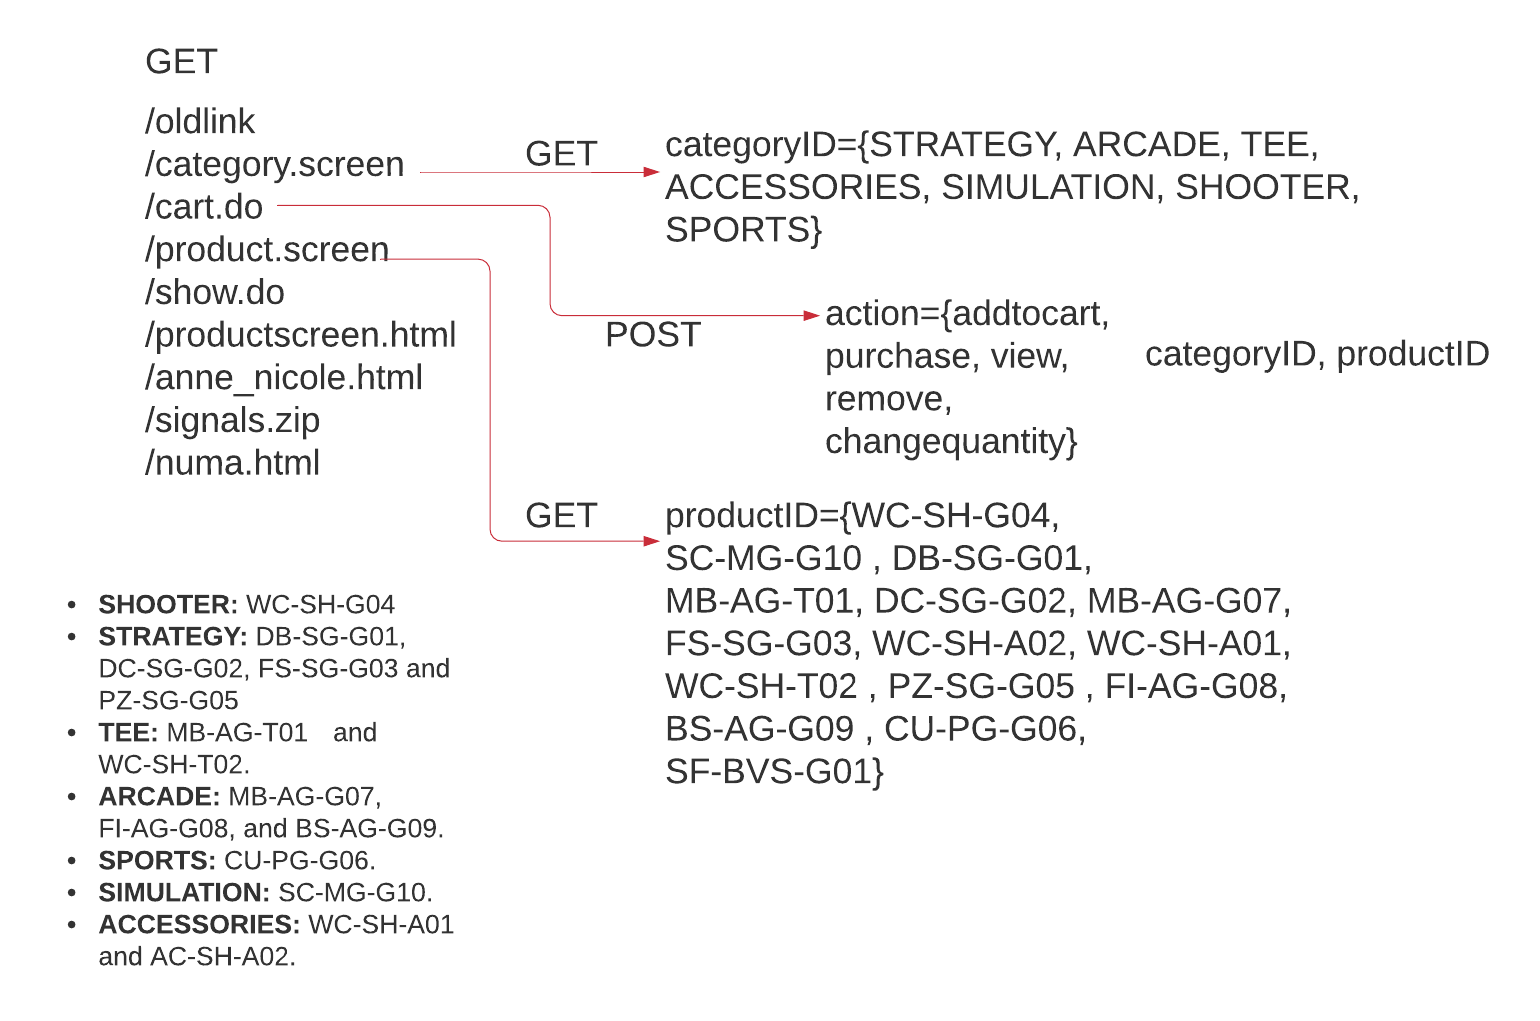 GET
/oldlink
/category.screen
/cart.do
/product.screen
/show.do
/productscreen.html
/anne_nicole.html
/signals.zip
/numa.html
GET
categoryID={STRATEGY, ARCADE, TEE,
ACCESSORIES, SIMULATION, SHOOTER,
SPORTS}
POST
action={addtocart,
purchase, view,
remove,
changequantity}
categoryID, productID
GET
productID={WC-SH-G04,
SC-MG-G10 , DB-SG-G01,
MB-AG-T01, DC-SG-G02, MB-AG-G07,
FS-SG-G03, WC-SH-A02, WC-SH-A01,
WC-SH-T02 , PZ-SG-G05 , FI-AG-G08,
BS-AG-G09 , CU-PG-G06,
SF-BVS-G01}
• SHOOTER: WC-SH-G04
• STRATEGY: DB-SG-G01,
DC-SG-G02, FS-SG-G03 and
PZ-SG-G05
• TEE: MB-AG-T01 and
WC-SH-T02.
• ARCADE: MB-AG-G07,
FI-AG-G08, and BS-AG-G09.
• SPORTS: CU-PG-G06.
• SIMULATION: SC-MG-G10.
• ACCESSORIES: WC-SH-A01
and AC-SH-A02.